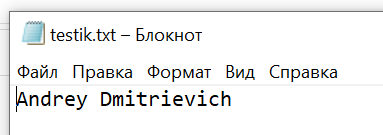 testik.txt – Блокнот
Файл Правка Формат Вид Справка
Andrey Dmitrievich